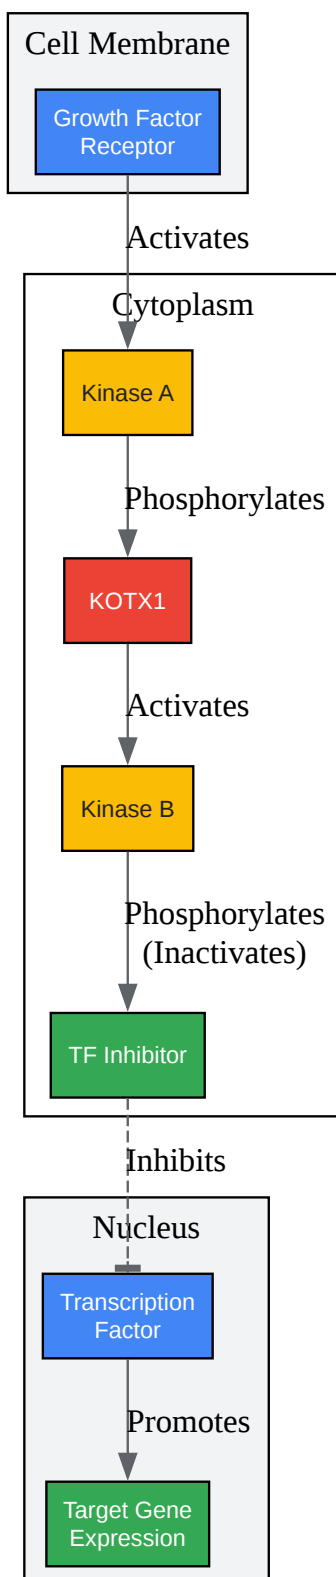 Cell Membrane
Growth Factor
Receptor
Activates
Cytoplasm
Kinase A
Phosphorylates
KOTX1
Activates
Kinase B
Phosphorylates
(Inactivates)
TF Inhibitor
Inhibits
Nucleus
Transcription
Factor
Promotes
Target Gene
Expression